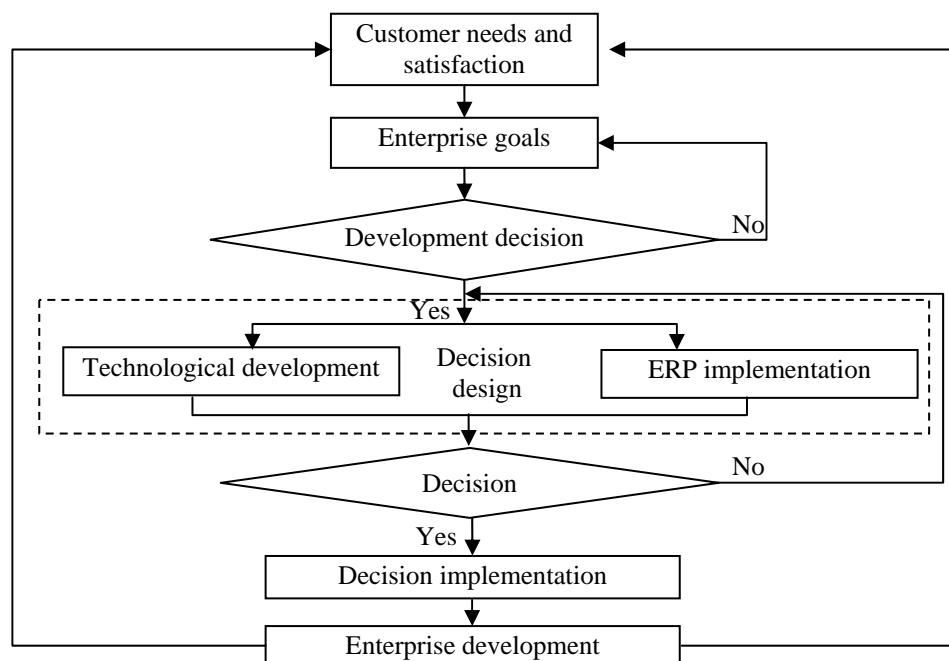 Customer needs and
satisfaction
Enterprise goals
No
Development decision
Yes
Technological development
Decision
design
ERP implementation
No
Decision
Yes
Decision implementation
Enterprise development